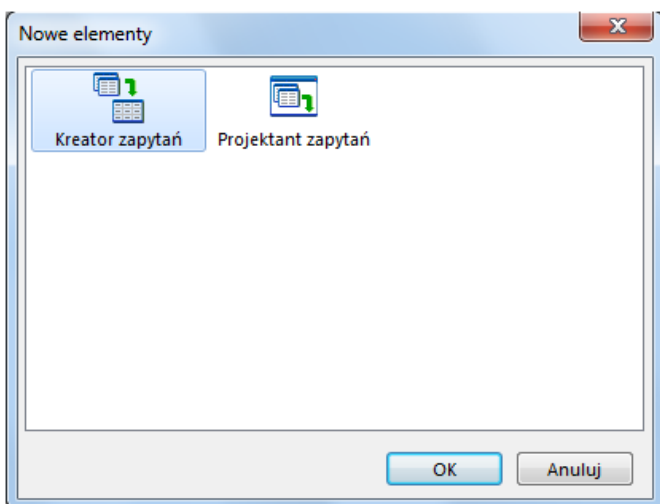 Nowe elementy
Kreator zapytań
Projektant zapytań
OK
Anuluj